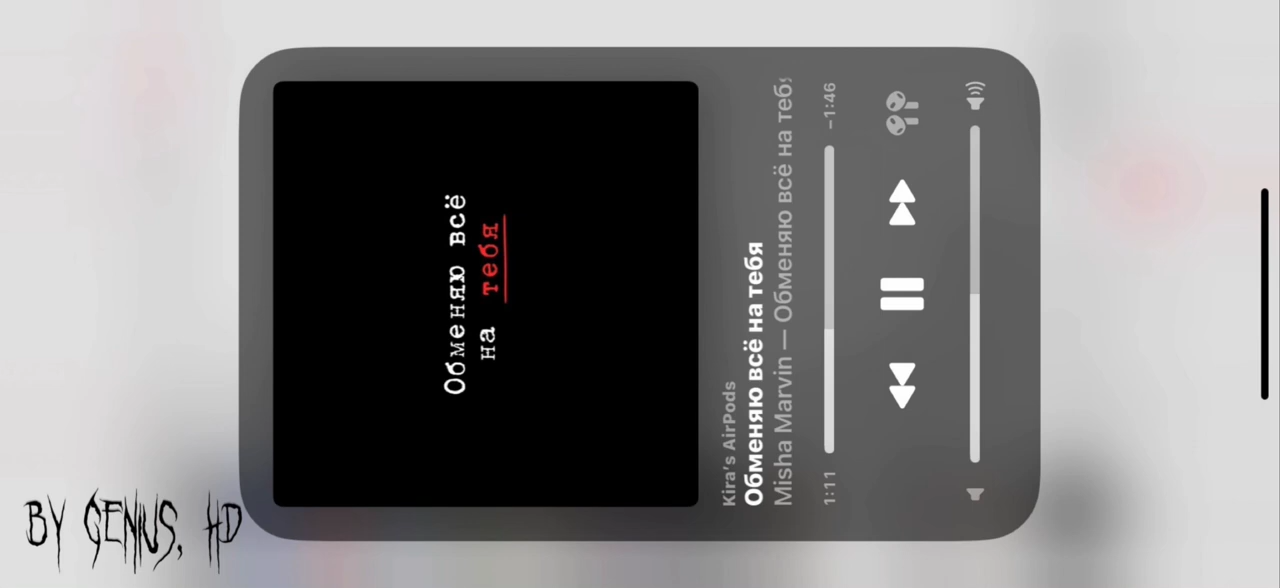 Обменяю всё
на тебя
Kira's AirPods
Обменяю всё на тебя
Misha Marvin — Обменяю всё на тебя
1:11
-1:46
BY GENIUS, HD